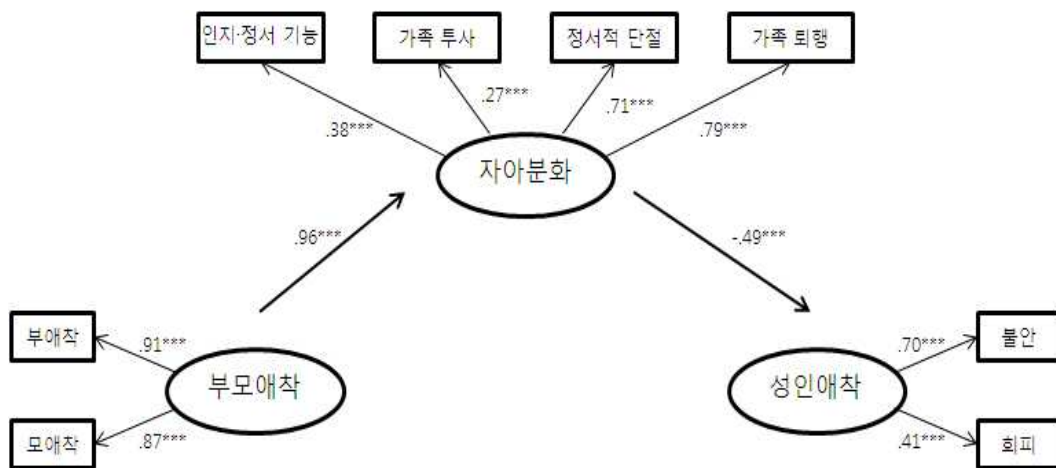 인지·정서 기능
가족 투사
정서적 단절
가족 퇴행
.38***
.27***
.71***
.79***
자아분화
.96***
-.49***
부애착
.91***
부모애착
모애착
.87***
성인애착
.70***
불안
.41***
회피